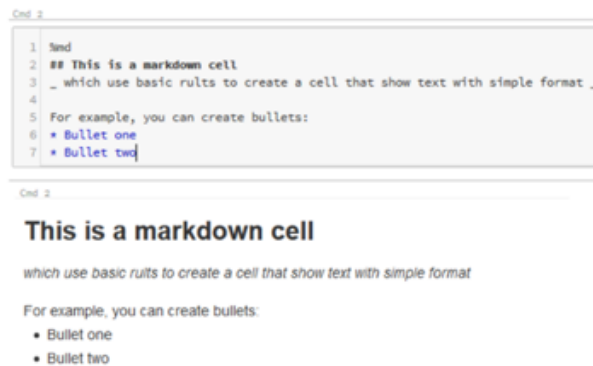 Cmd 2
1 %md
2 ## This is a markdown cell
3 _ which use basic rults to create a cell that show text with simple format _
4
5 For example, you can create bullets:
6 * Bullet one
7 * Bullet two
Cmd 2
This is a markdown cell
which use basic rults to create a cell that show text with simple format
For example, you can create bullets:
• Bullet one
• Bullet two